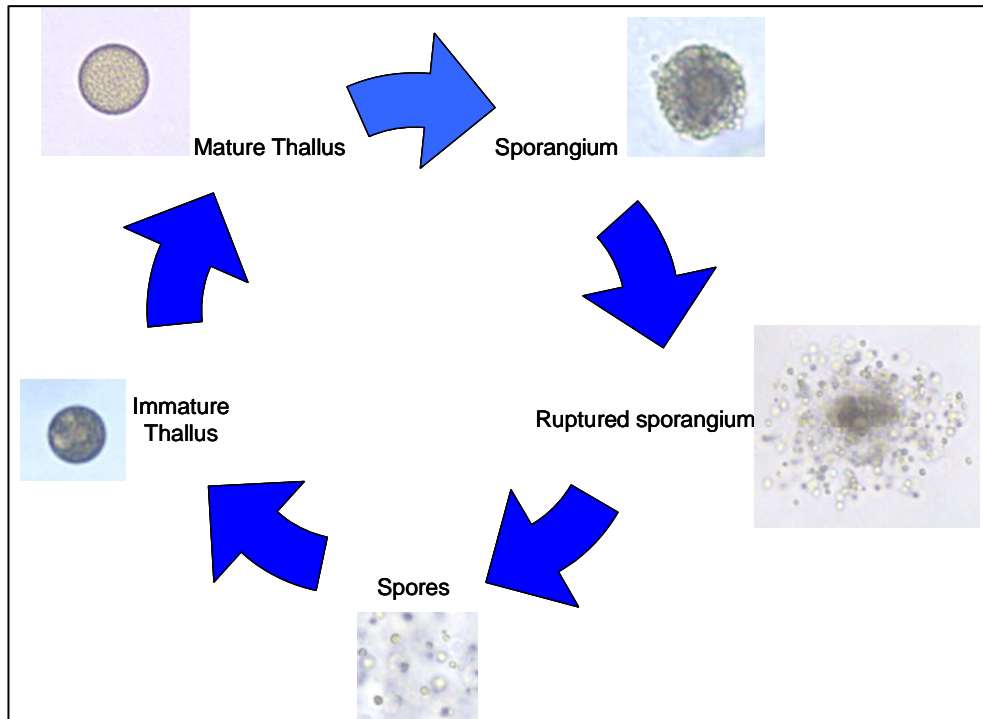 Mature Thallus
Sporangium
Immature
Thallus
Ruptured sporangium
Spores